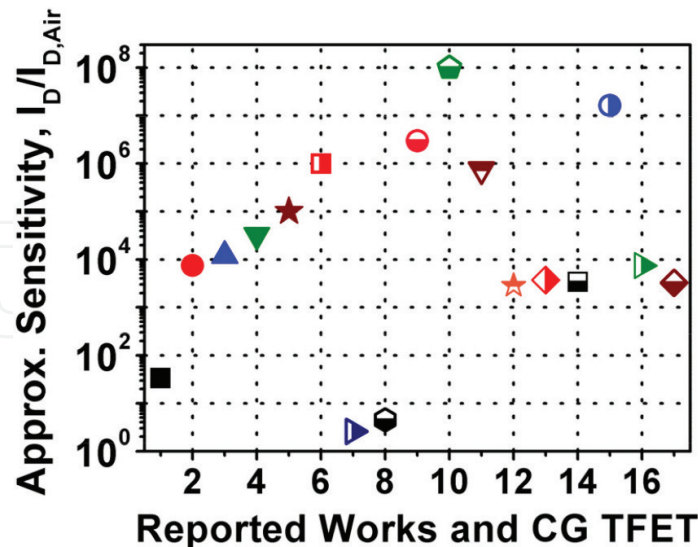 Approx. Sensitivity, I_D/I_D,Air
10^8
10^6
10^4
10^2
10^0
2 4 6 8 10 12 14 16
Reported Works and CG TFET